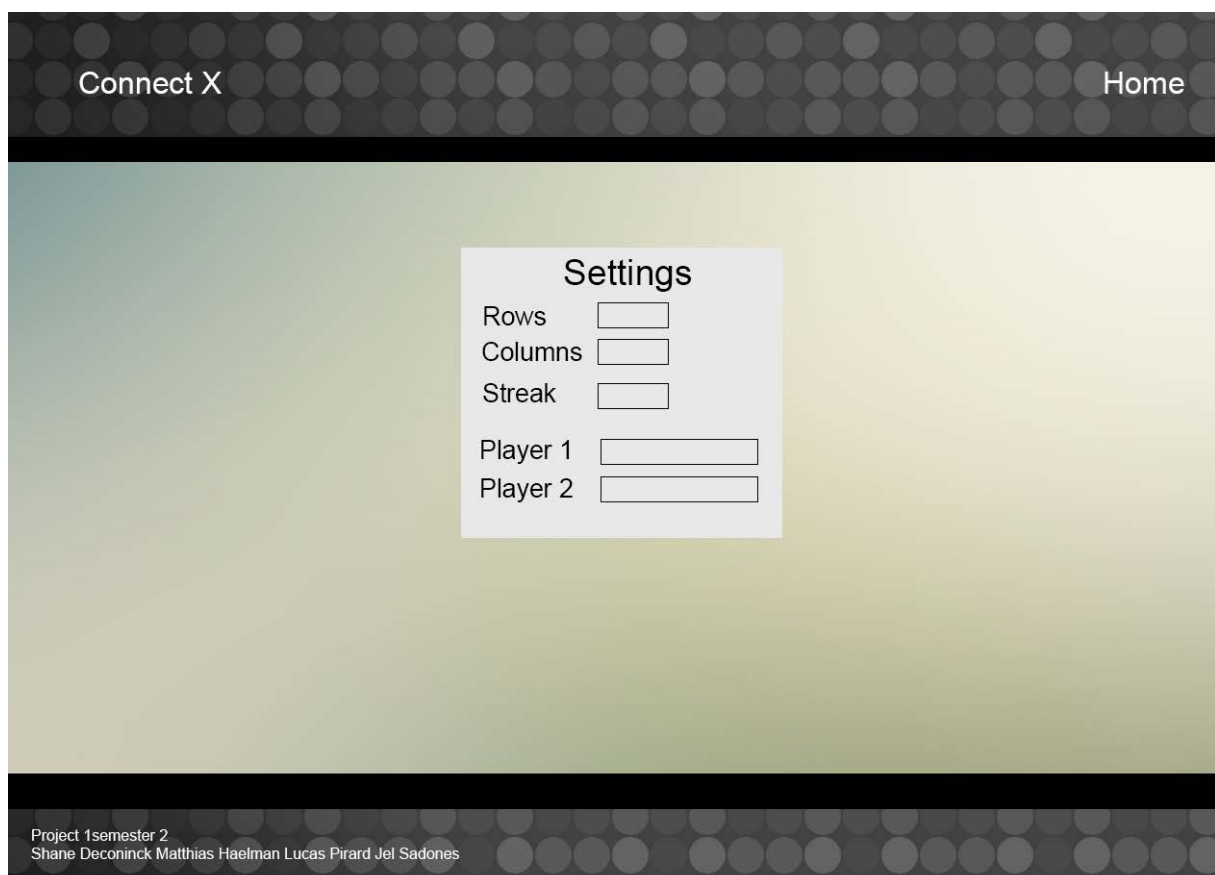 Connect X
Home
Settings
Rows
Columns
Streak
Player 1
Player 2
Project 1semester 2
Shane Deconinck Matthias Haelman Lucas Pirard Jel Sadones